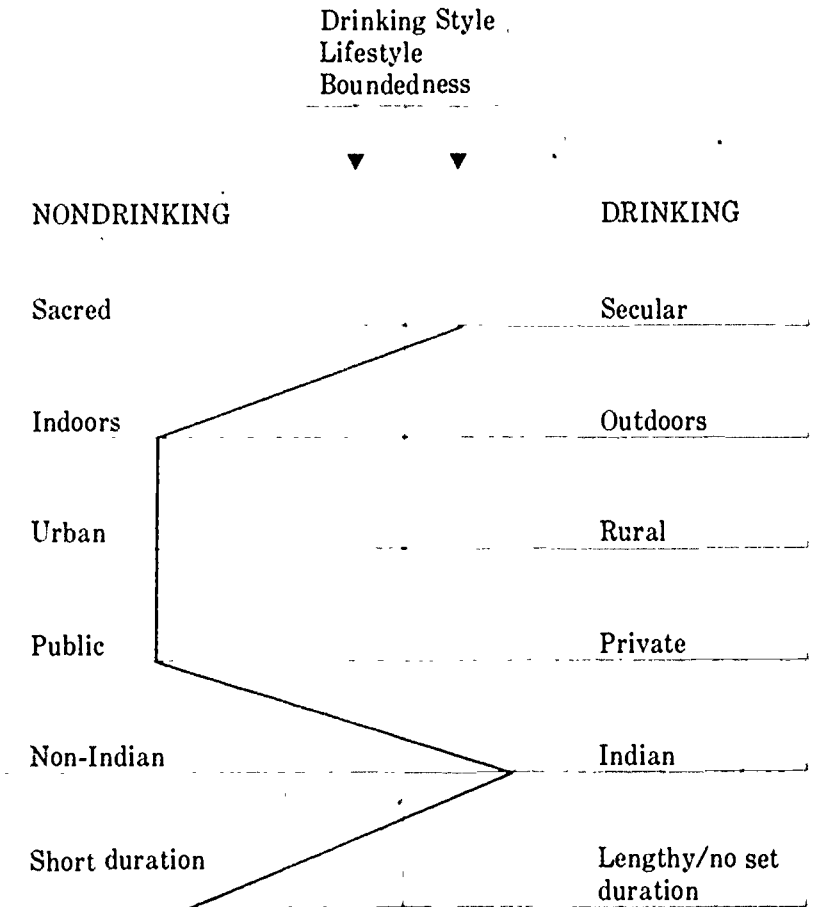 Drinking Style
Lifestyle
Boundedness
NONDRINKING DRINKING
Sacred Secular
Indoors Outdoors
Urban Rural
Public Private
Non-Indian Indian
Short duration Lengthy/no set
duration